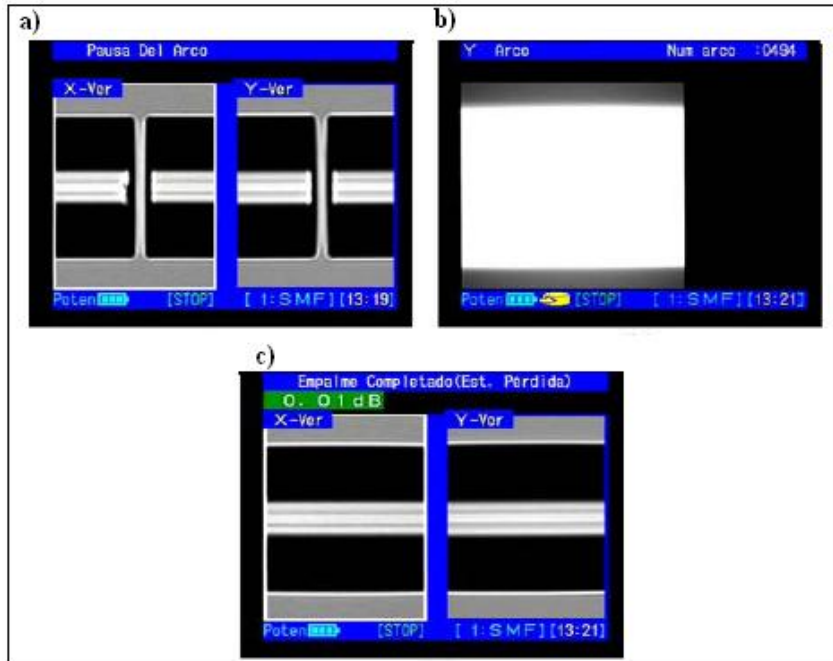 a)
Pausa Del Arco
X-Ver
Y-Ver
Poten [STOP] [ 1:SMF][13:19]
b)
Y Arco Num arco :0494
Poten [STOP] [ 1:SMF][13:21]
c)
Empalme Completado(Est. Pérdida)
0.01dB
X-Ver
Y-Ver
Poten [STOP] [ 1:SMF][13:21]